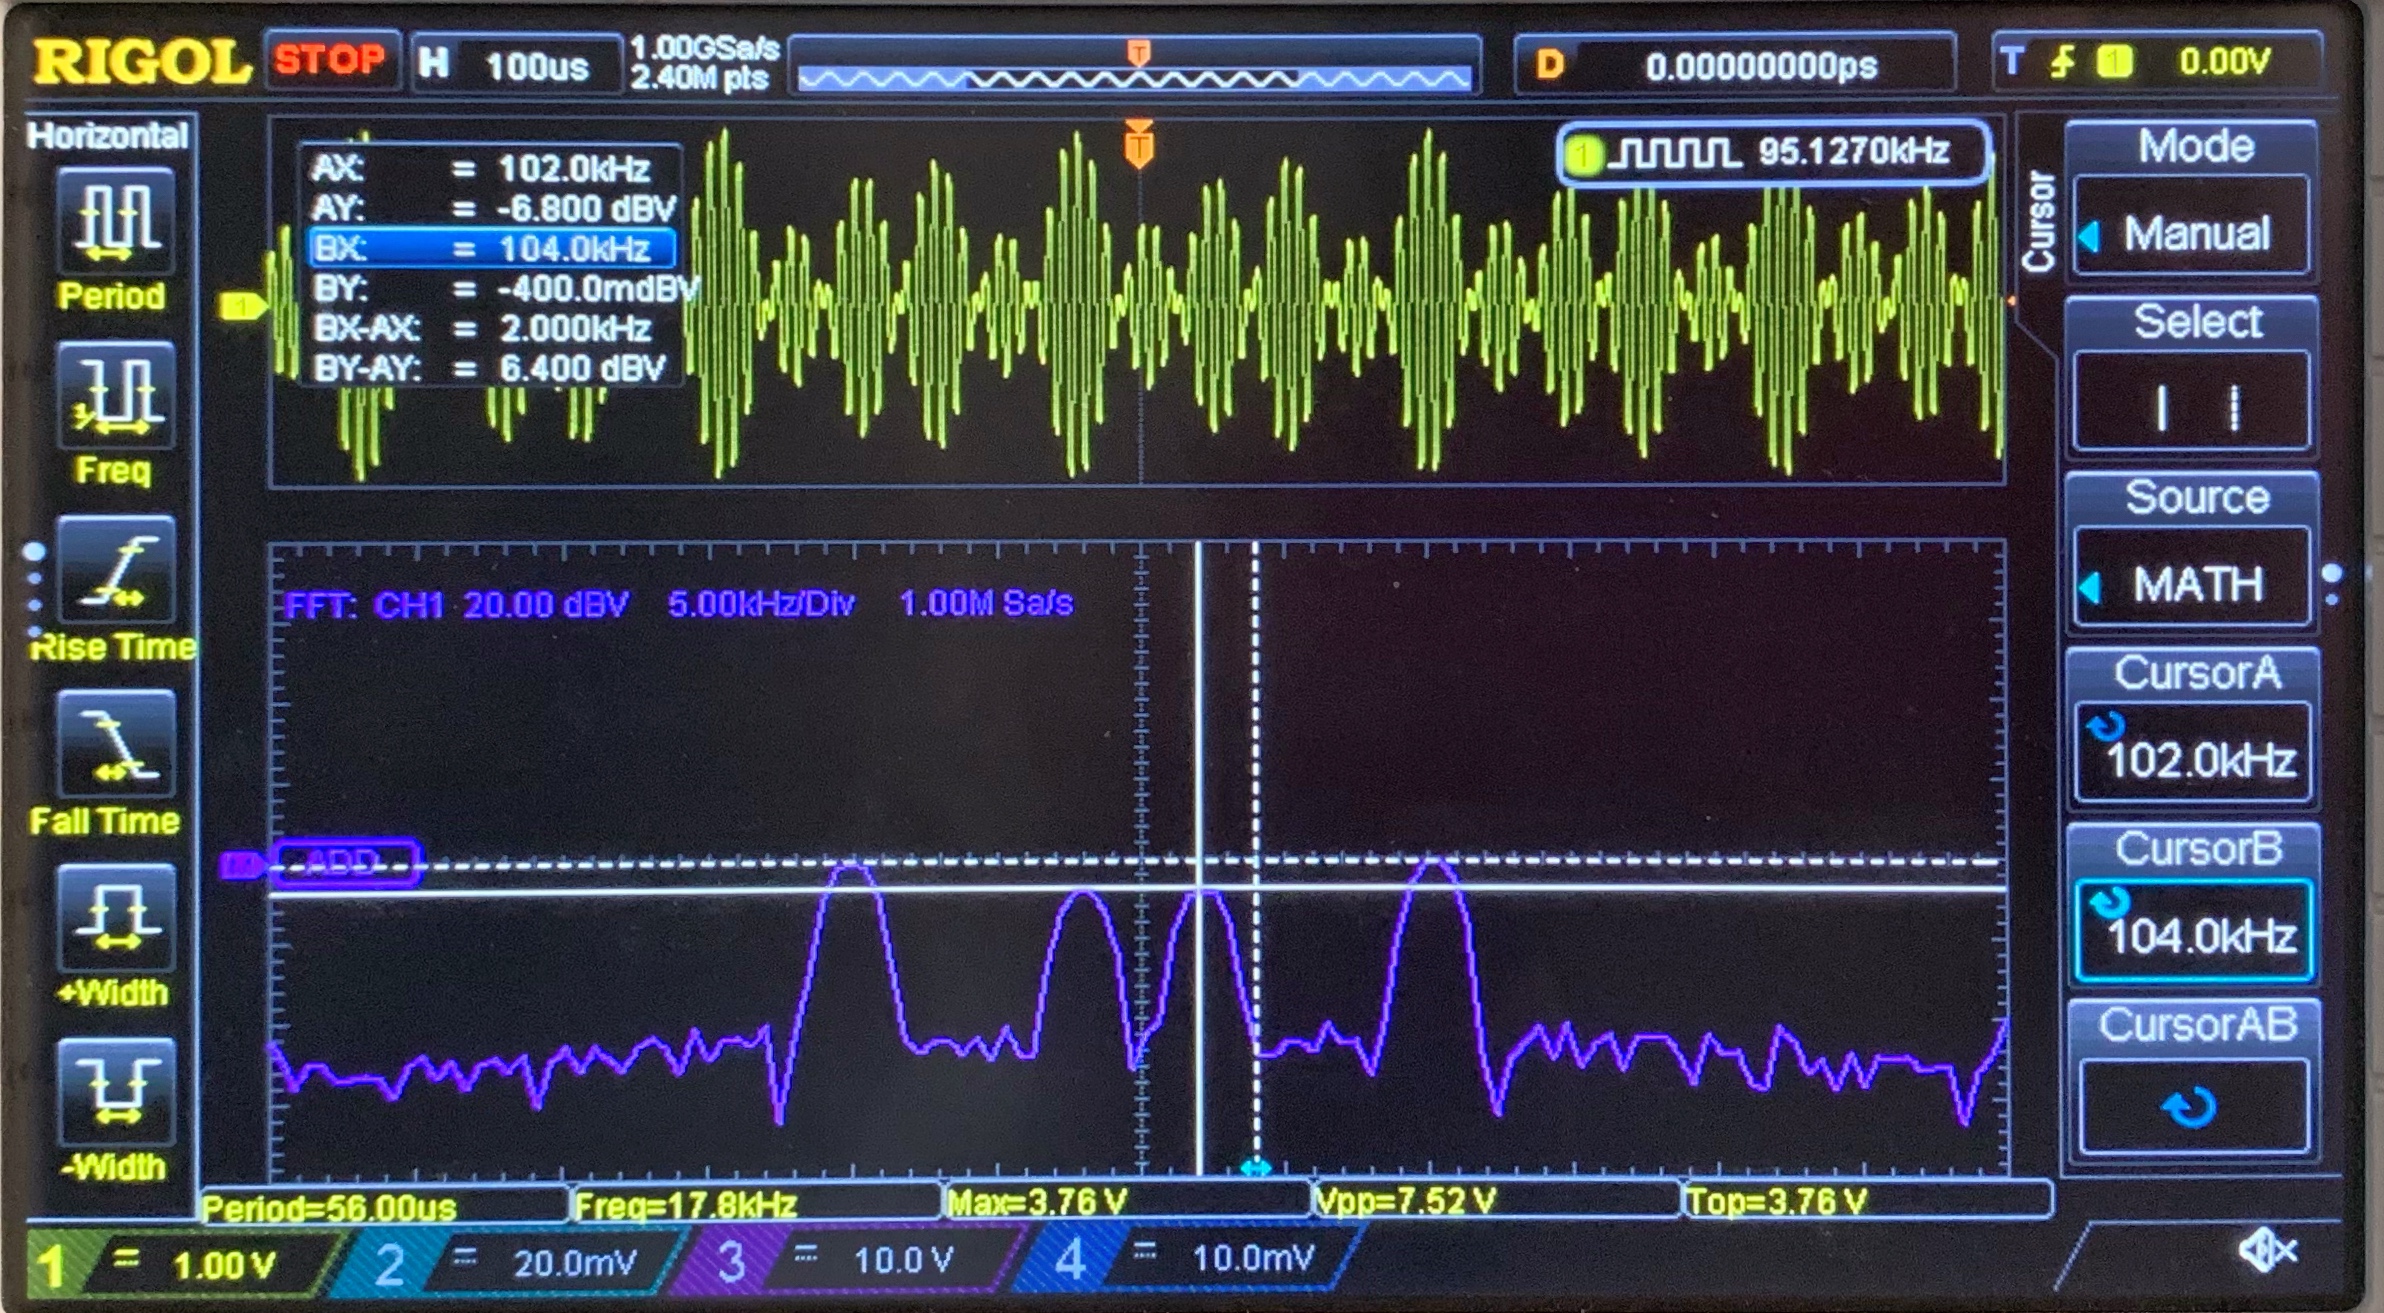 RIGOL STOP H 100us 1.00GSa/s 2.40M pts T D 0.00000000ps T 1 0.00V
Horizontal
Period
Freq
Rise Time
Fall Time
+Width
-Width
T
1 95.1270kHz
AX: = 102.0kHz
AY: = -6.800 dBV
BX: = 104.0kHz
BY: = -400.0mdBV
BX-AX: = 2.000kHz
BY-AY: = 6.400 dBV
1
FFT: CH1 20.00 dBV 5.00kHz/Div 1.00M Sa/s
ADD
Cursor
Mode
Manual
Select
Source
MATH
CursorA
102.0kHz
CursorB
104.0kHz
CursorAB
Period=56.00us Freq=17.8kHz Max=3.76 V Vpp=7.52 V Top=3.76 V
1 = 1.00 V 2 = 20.0mV 3 = 10.0 V 4 = 10.0mV